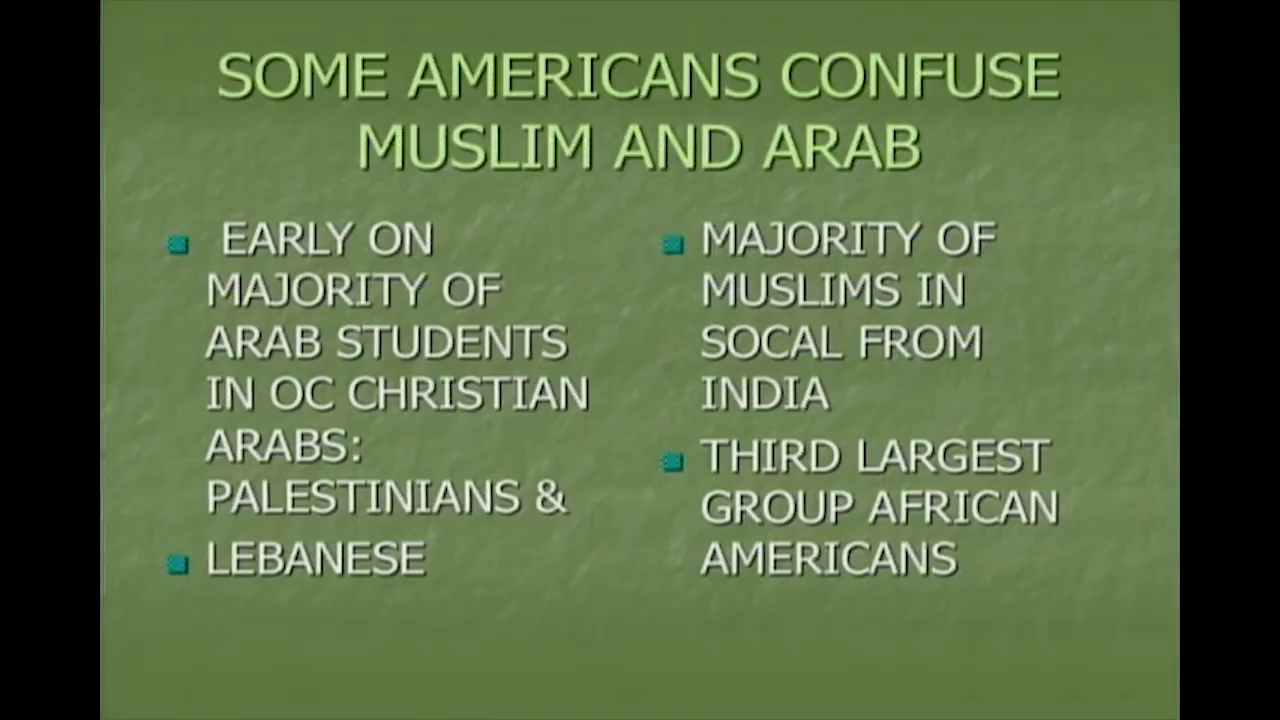 SOME AMERICANS CONFUSE
MUSLIM AND ARAB
EARLY ON
MAJORITY OF
ARAB STUDENTS
IN OC CHRISTIAN
ARABS:
PALESTINIANS &
LEBANESE
MAJORITY OF
MUSLIMS IN
SOCAL FROM
INDIA
THIRD LARGEST
GROUP AFRICAN
AMERICANS